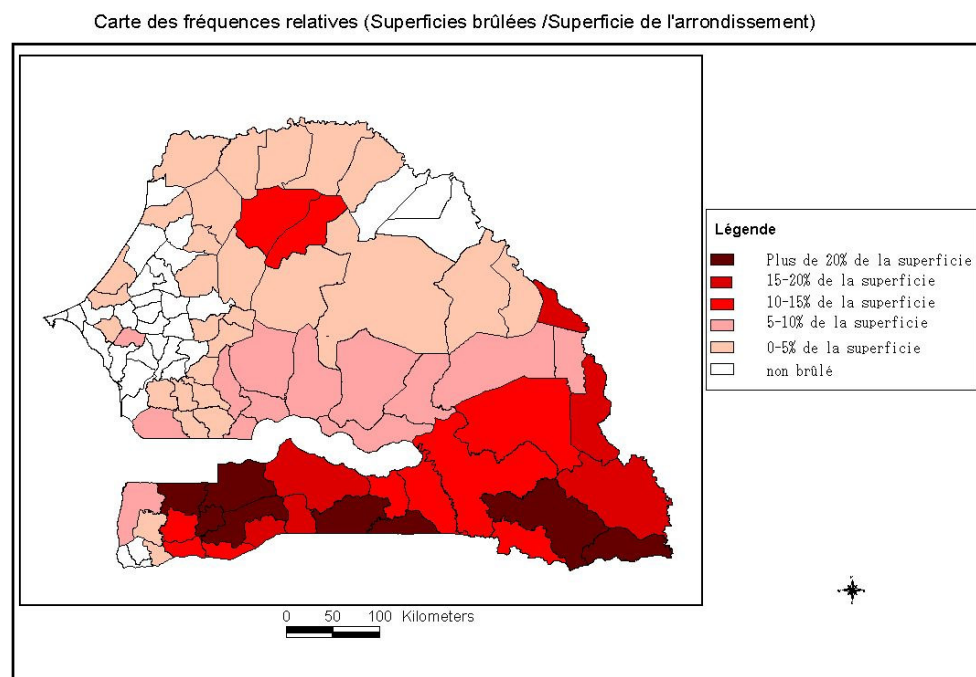 Carte des fréquences relatives (Superficies brûlées /Superficie de l'arrondissement)
Légende
Plus de 20% de la superficie
15-20% de la superficie
10-15% de la superficie
5-10% de la superficie
0-5% de la superficie
non brûlé
0 50 100 Kilometers